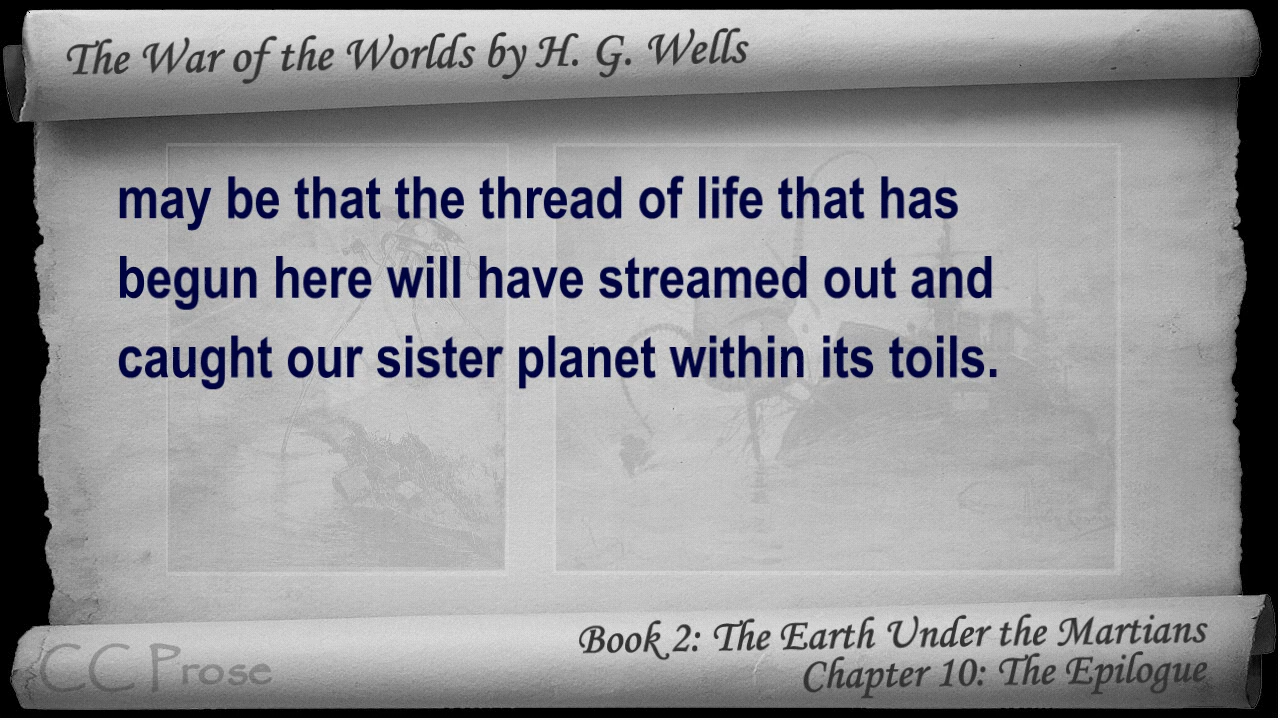 The War of the Worlds by H. G. Wells
may be that the thread of life that has
begun here will have streamed out and
caught our sister planet within its toils.
Book 2: The Earth Under the Martians
Chapter 10: The Epilogue
CC Prose